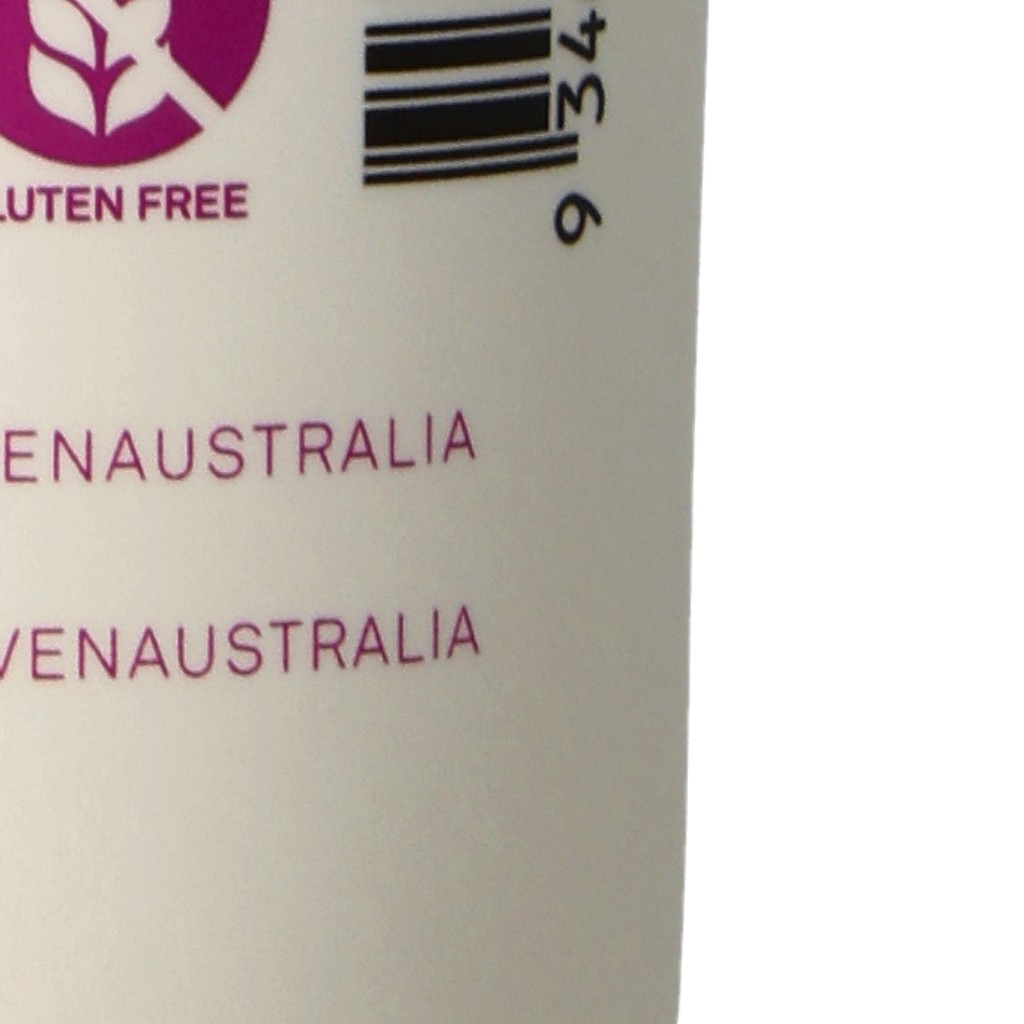 LUTEN FREE
9 34
ENAUSTRALIA
VENAUSTRALIA